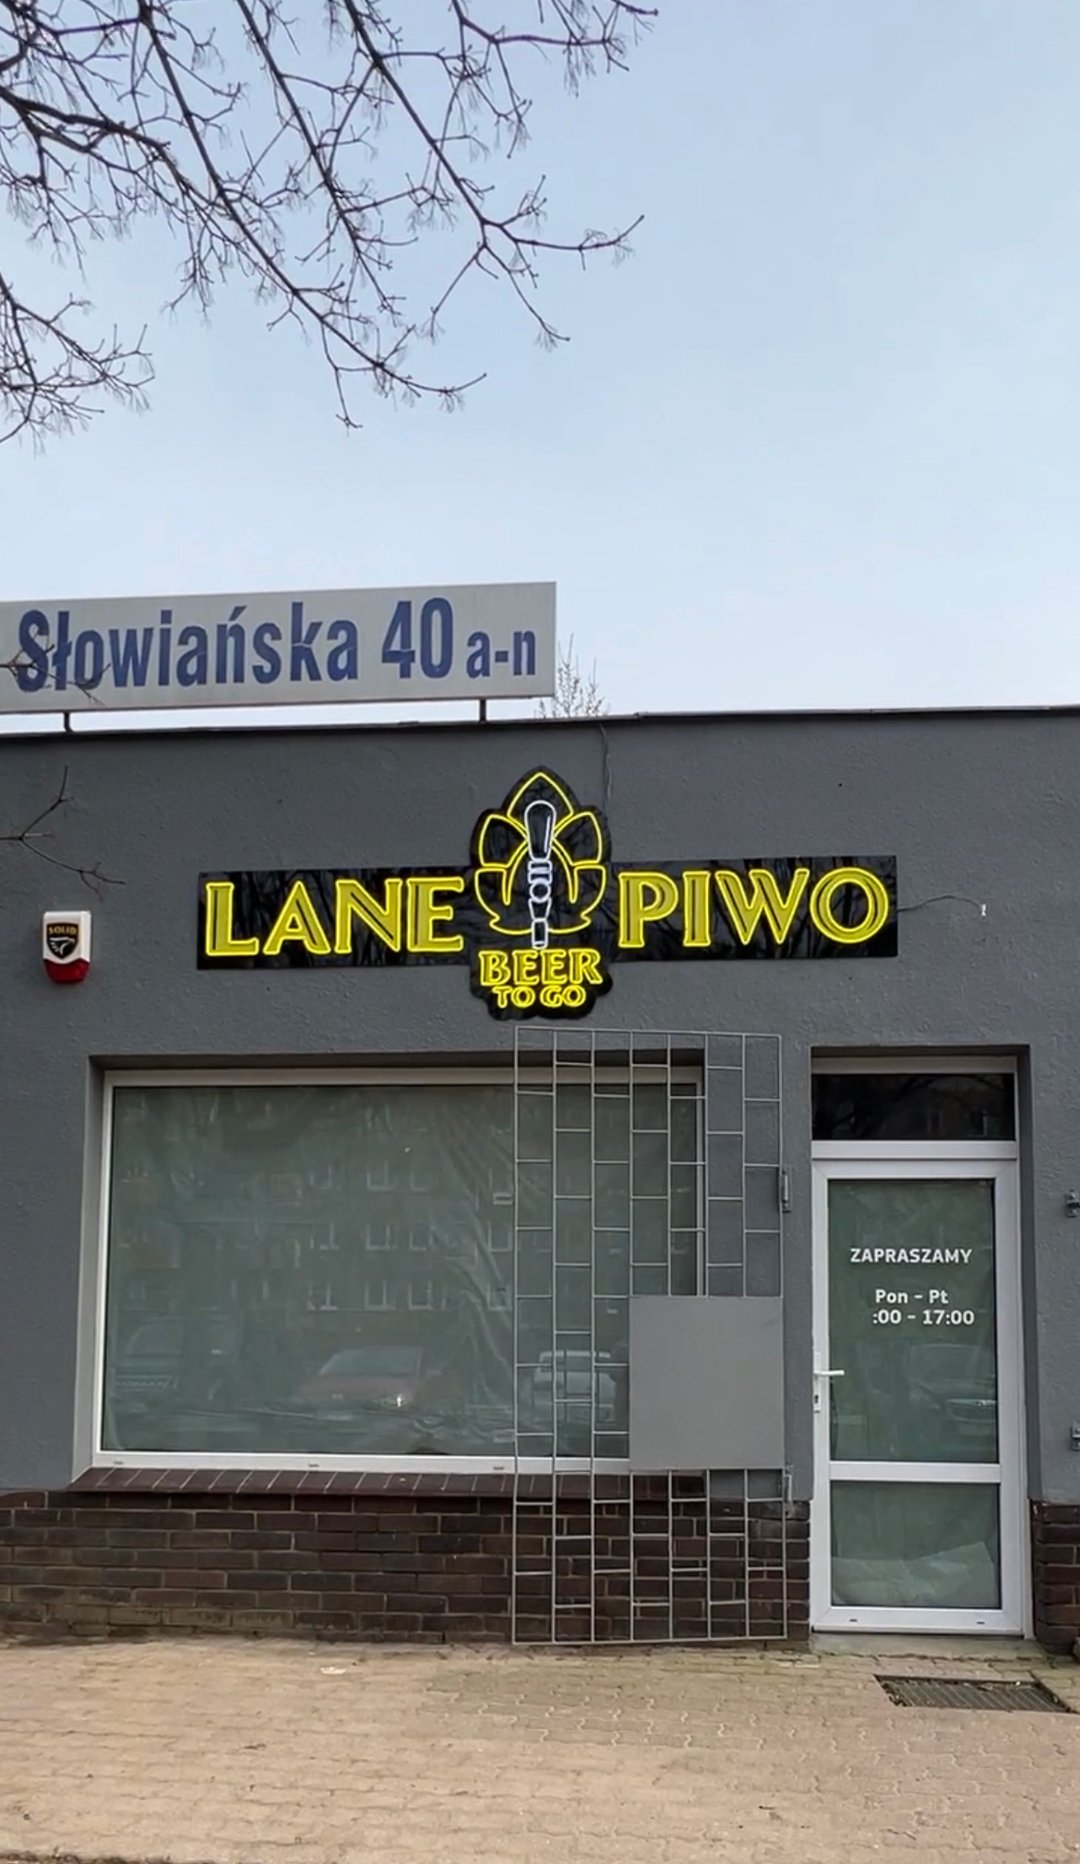 Słowiańska 40 a-n
LANE PIWO
BEER
TO GO
SOLID
ZAPRASZAMY
Pon - Pt
:00 - 17:00